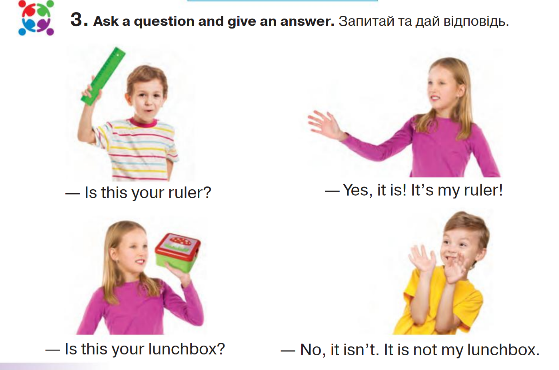 3. Ask a question and give an answer. Запитай та дай відповідь.
— Is this your ruler?
— Yes, it is! It's my ruler!
— Is this your lunchbox?
— No, it isn't. It is not my lunchbox.